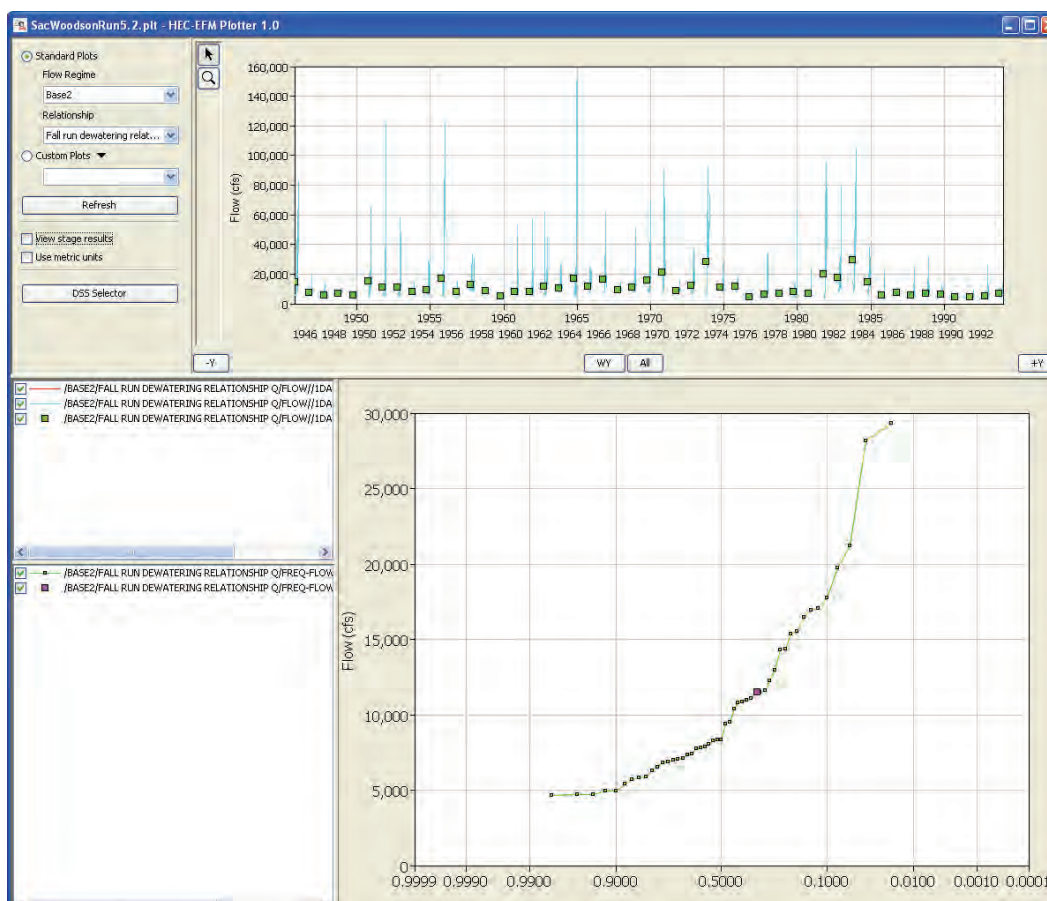 SacWoodsonRun5.2.plt - HEC-EFM Plotter 1.0
Standard Plots
Flow Regime
Base2
Relationship
Fall run dewatering relat...
Custom Plots
Refresh
View stage results
Use metric units
DSS Selector
160,000
140,000
120,000
100,000
80,000
60,000
40,000
20,000
0
Flow (cfs)
1950 1955 1960 1965 1970 1975 1980 1985 1990
1946 1948 1950 1952 1954 1956 1958 1960 1962 1964 1966 1968 1970 1972 1974 1976 1978 1980 1982 1984 1986 1988 1990 1992
-Y WY All +Y
/BASE2/FALL RUN DEWATERING RELATIONSHIP Q/FLOW//1DA
/BASE2/FALL RUN DEWATERING RELATIONSHIP Q/FLOW//1DA
/BASE2/FALL RUN DEWATERING RELATIONSHIP Q/FLOW//1DA
/BASE2/FALL RUN DEWATERING RELATIONSHIP Q/FREQ-FLOW
/BASE2/FALL RUN DEWATERING RELATIONSHIP Q/FREQ-FLOW
30,000
25,000
20,000
15,000
10,000
5,000
0
Flow (cfs)
0.9999 0.9990 0.9900 0.9000 0.5000 0.1000 0.0100 0.0010 0.0001